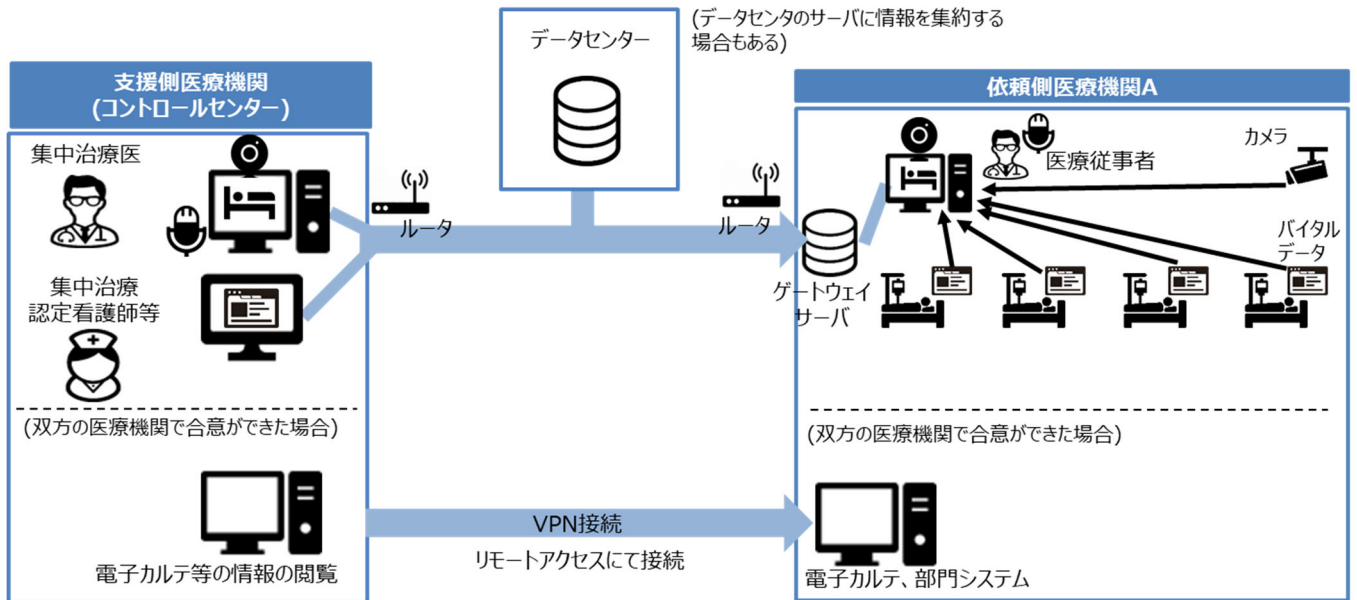 (データセンタのサーバに情報を集約する
場合もある)
データセンター
支援側医療機関
(コントロールセンター)
依頼側医療機関A
集中治療医
医療従事者
カメラ
ルータ
ルータ
バイタル
データ
集中治療
認定看護師等
ゲートウェイ
サーバ
(双方の医療機関で合意ができた場合)
(双方の医療機関で合意ができた場合)
VPN接続
リモートアクセスにて接続
電子カルテ等の情報の閲覧
電子カルテ、部門システム